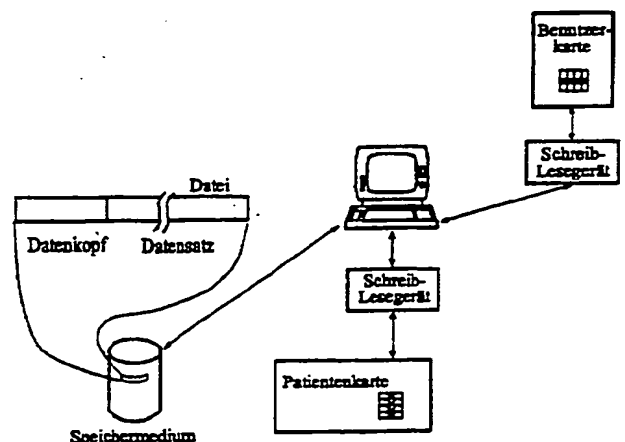 Benutzer-
karte
Schreib-
Lesegerät
Datei
Datenkopf
Datensatz
Schreib-
Lesegerät
Patientenkarte
Speichermedium